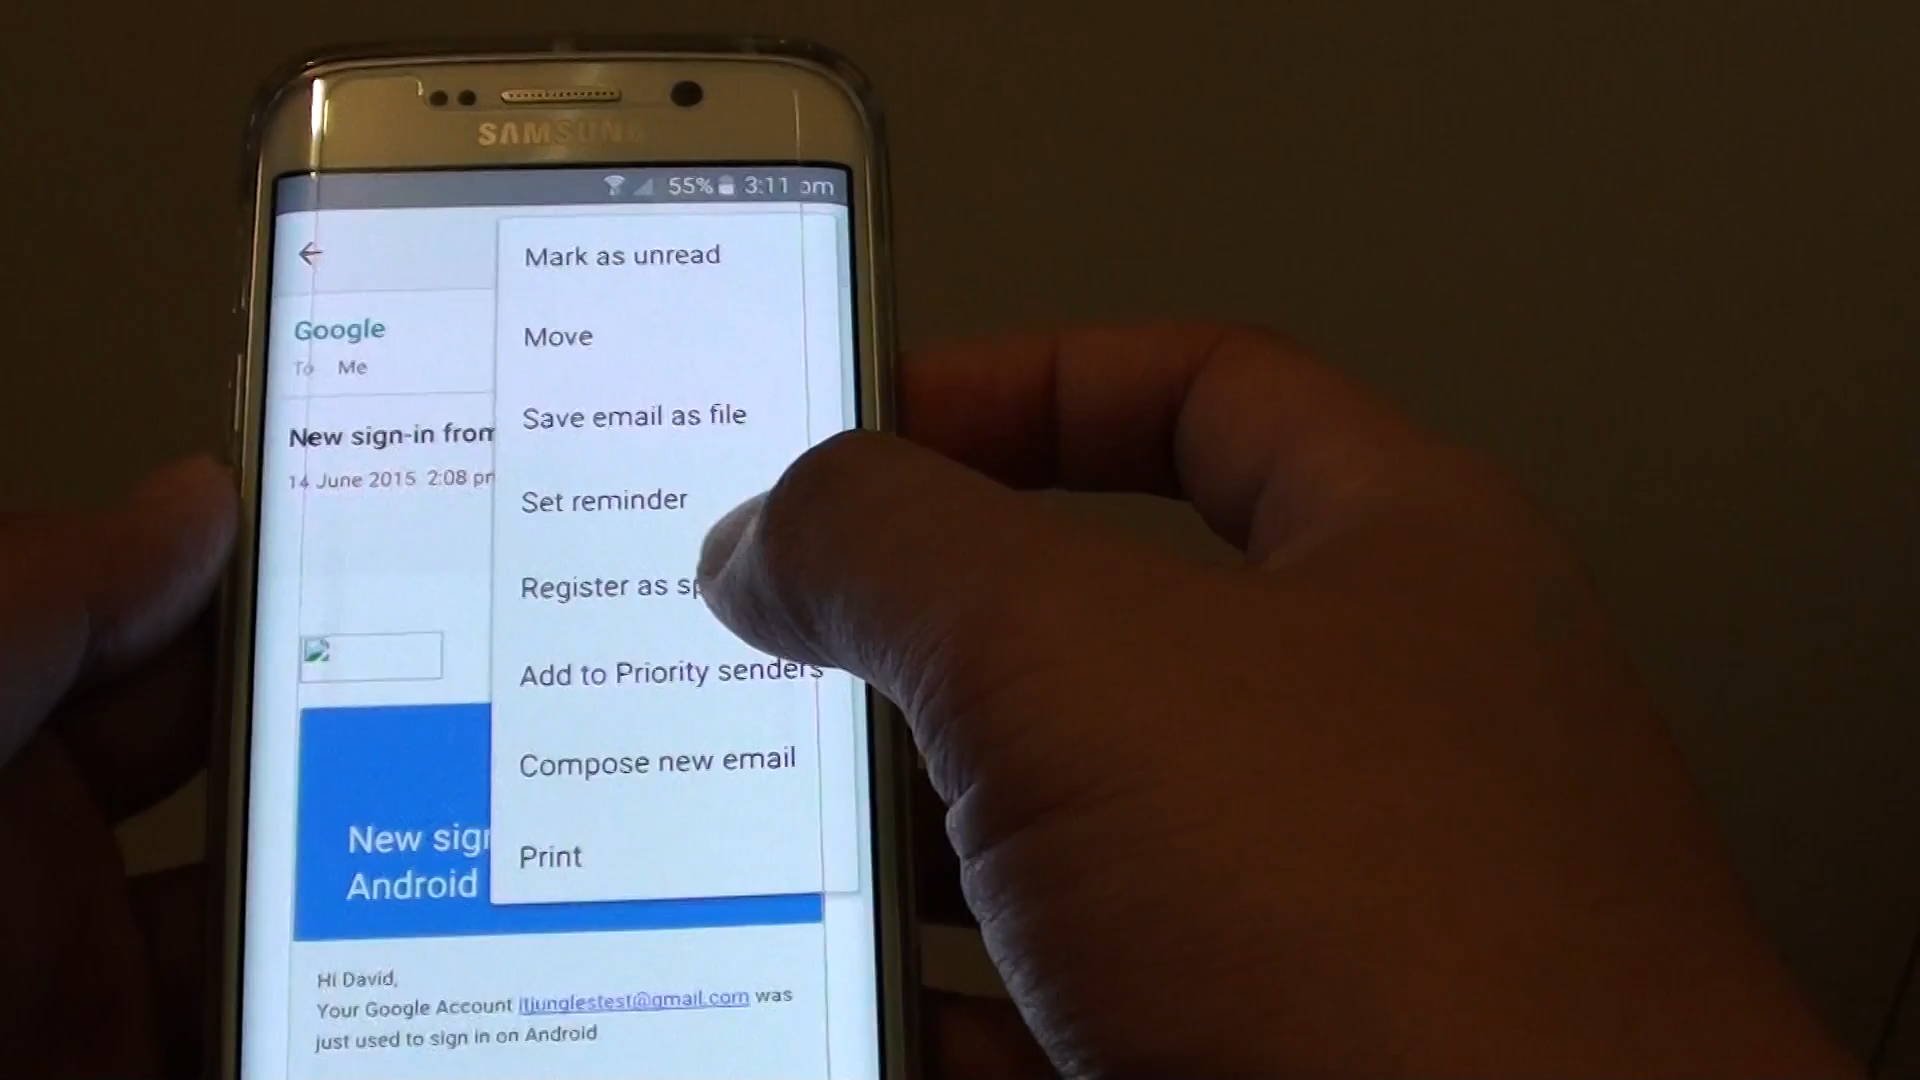 SAMSUNG
55% 3:11 pm
Mark as unread
Move
Google
To Me
Save email as file
New sign-in from
14 June 2015 2:08 pm
Set reminder
Register as sp
Add to Priority senders
Compose new email
New sign
Android
Print
Hi David,
Your Google Account itjunglestest@gmail.com was
just used to sign in on Android